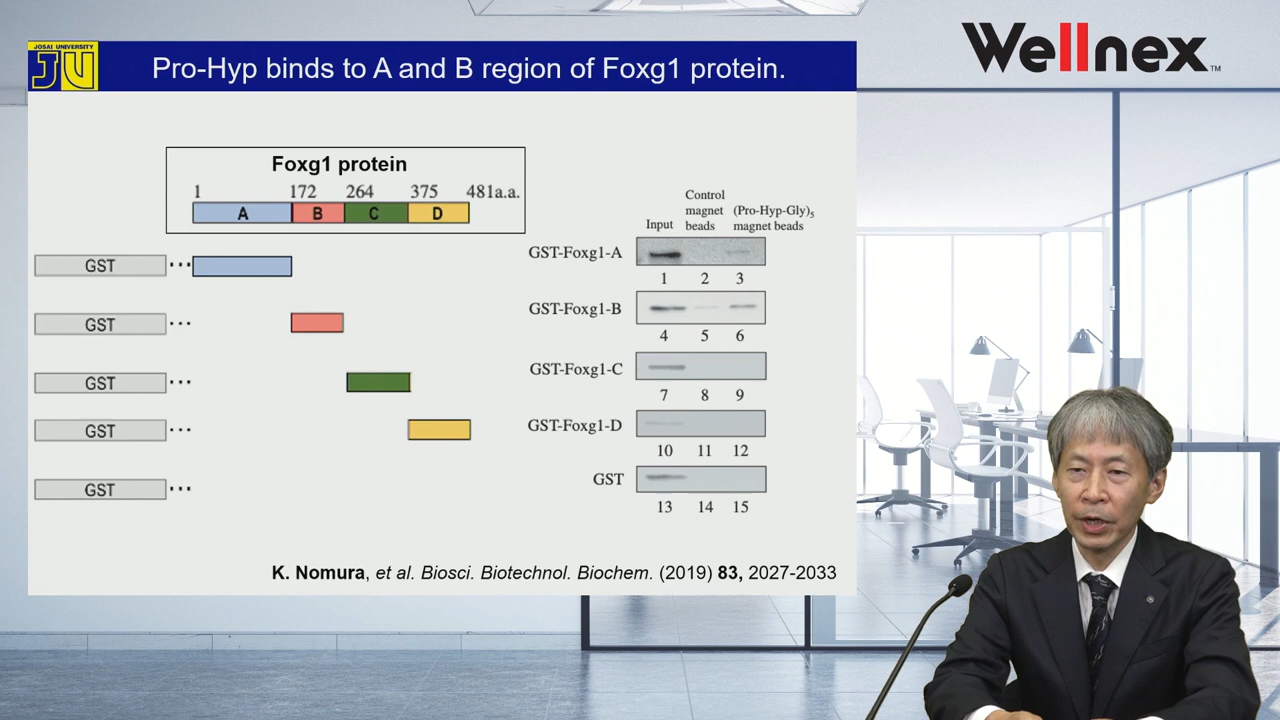 JOSAI UNIVERSITY
JU
Pro-Hyp binds to A and B region of Foxg1 protein.
Wellnex™
Foxg1 protein
1 172 264 375 481a.a.
A B C D
GST ···
GST ···
GST ···
GST ···
GST ···
Input
Control magnet beads
(Pro-Hyp-Gly)₅ magnet beads
GST-Foxg1-A
1 2 3
GST-Foxg1-B
4 5 6
GST-Foxg1-C
7 8 9
GST-Foxg1-D
10 11 12
GST
13 14 15
K. Nomura, et al. Biosci. Biotechnol. Biochem. (2019) 83, 2027-2033